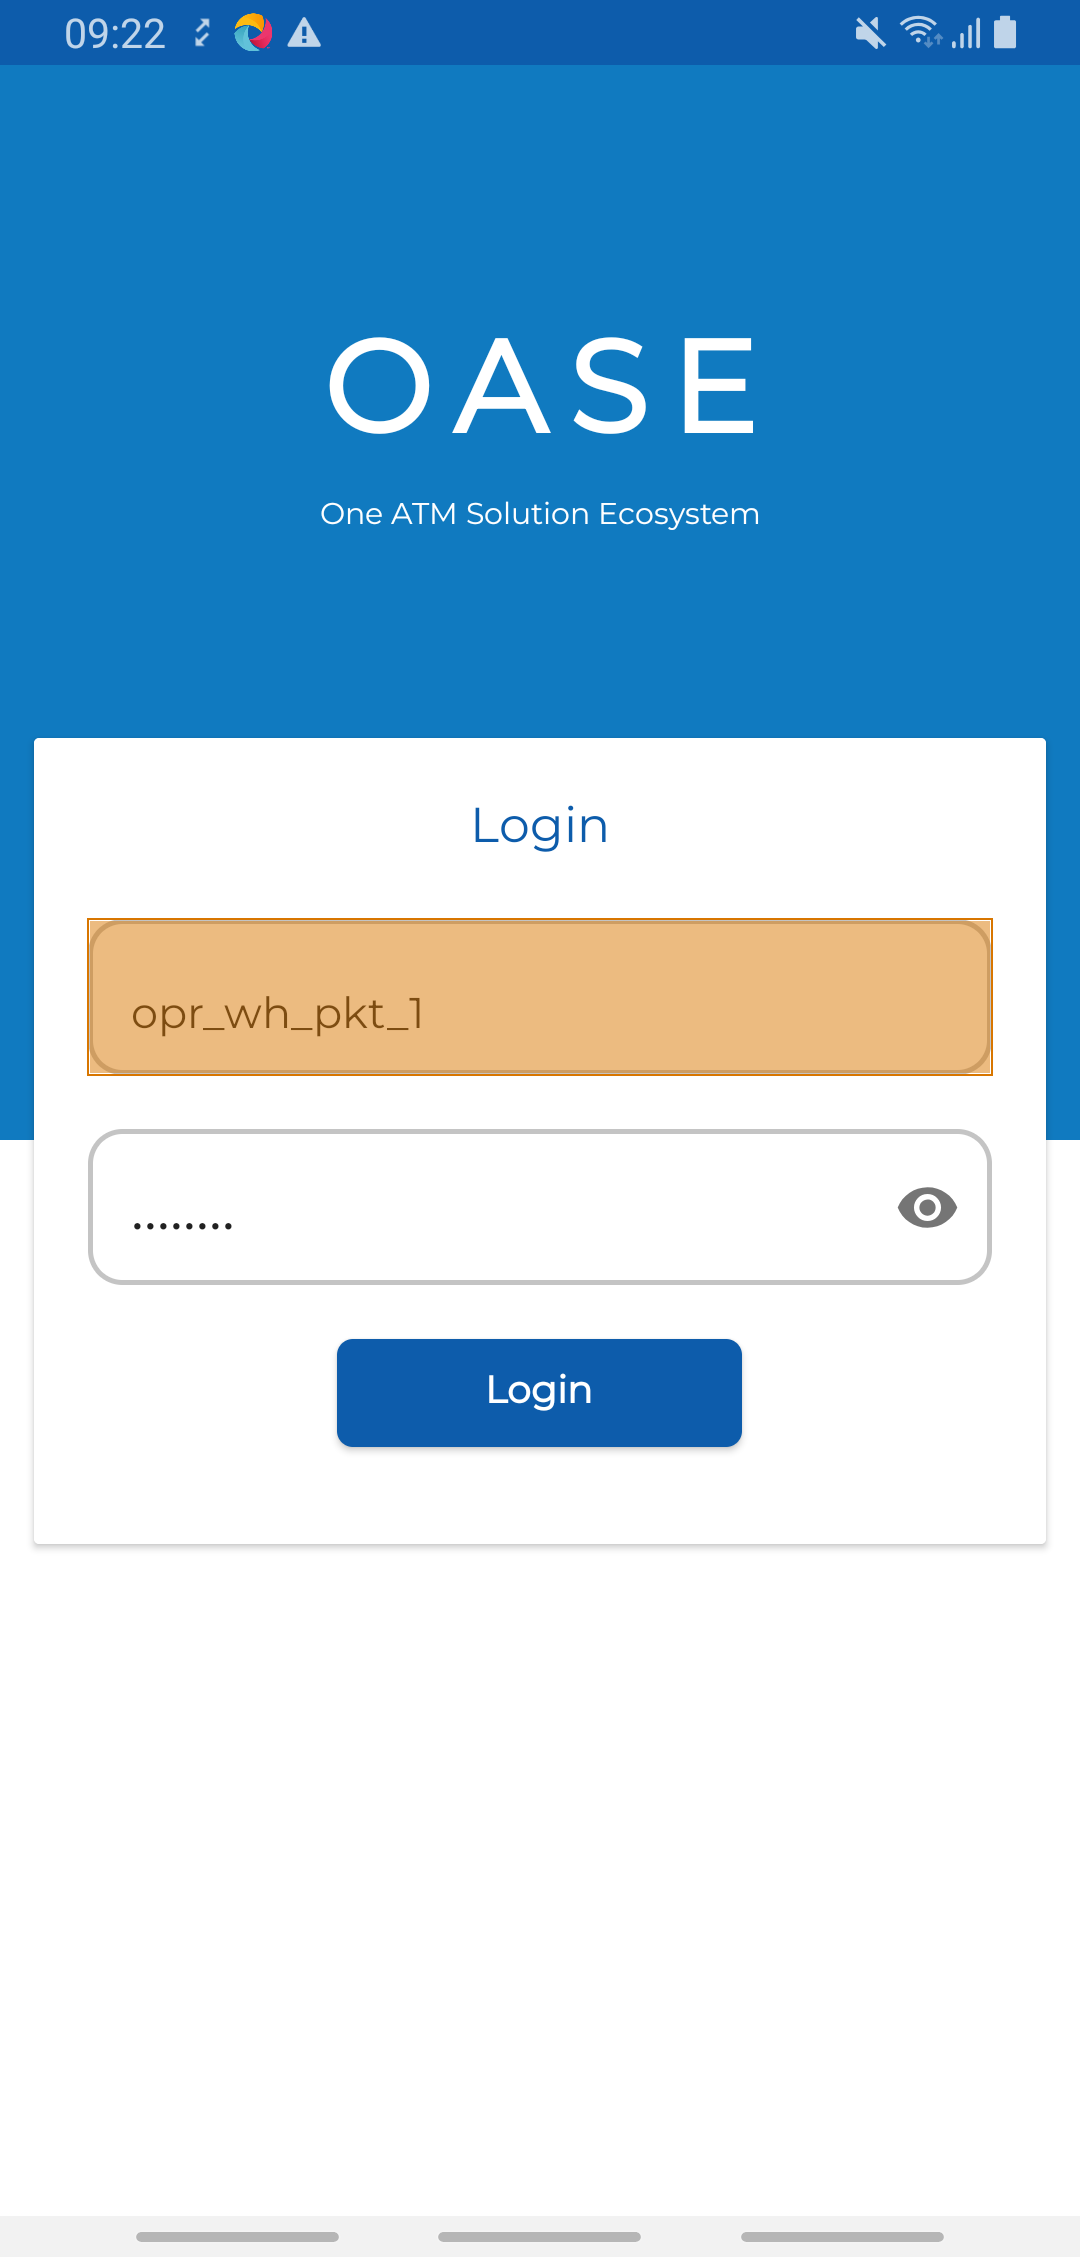 09:22
OASE
One ATM Solution Ecosystem
Login
opr_wh_pkt_1
........
Login